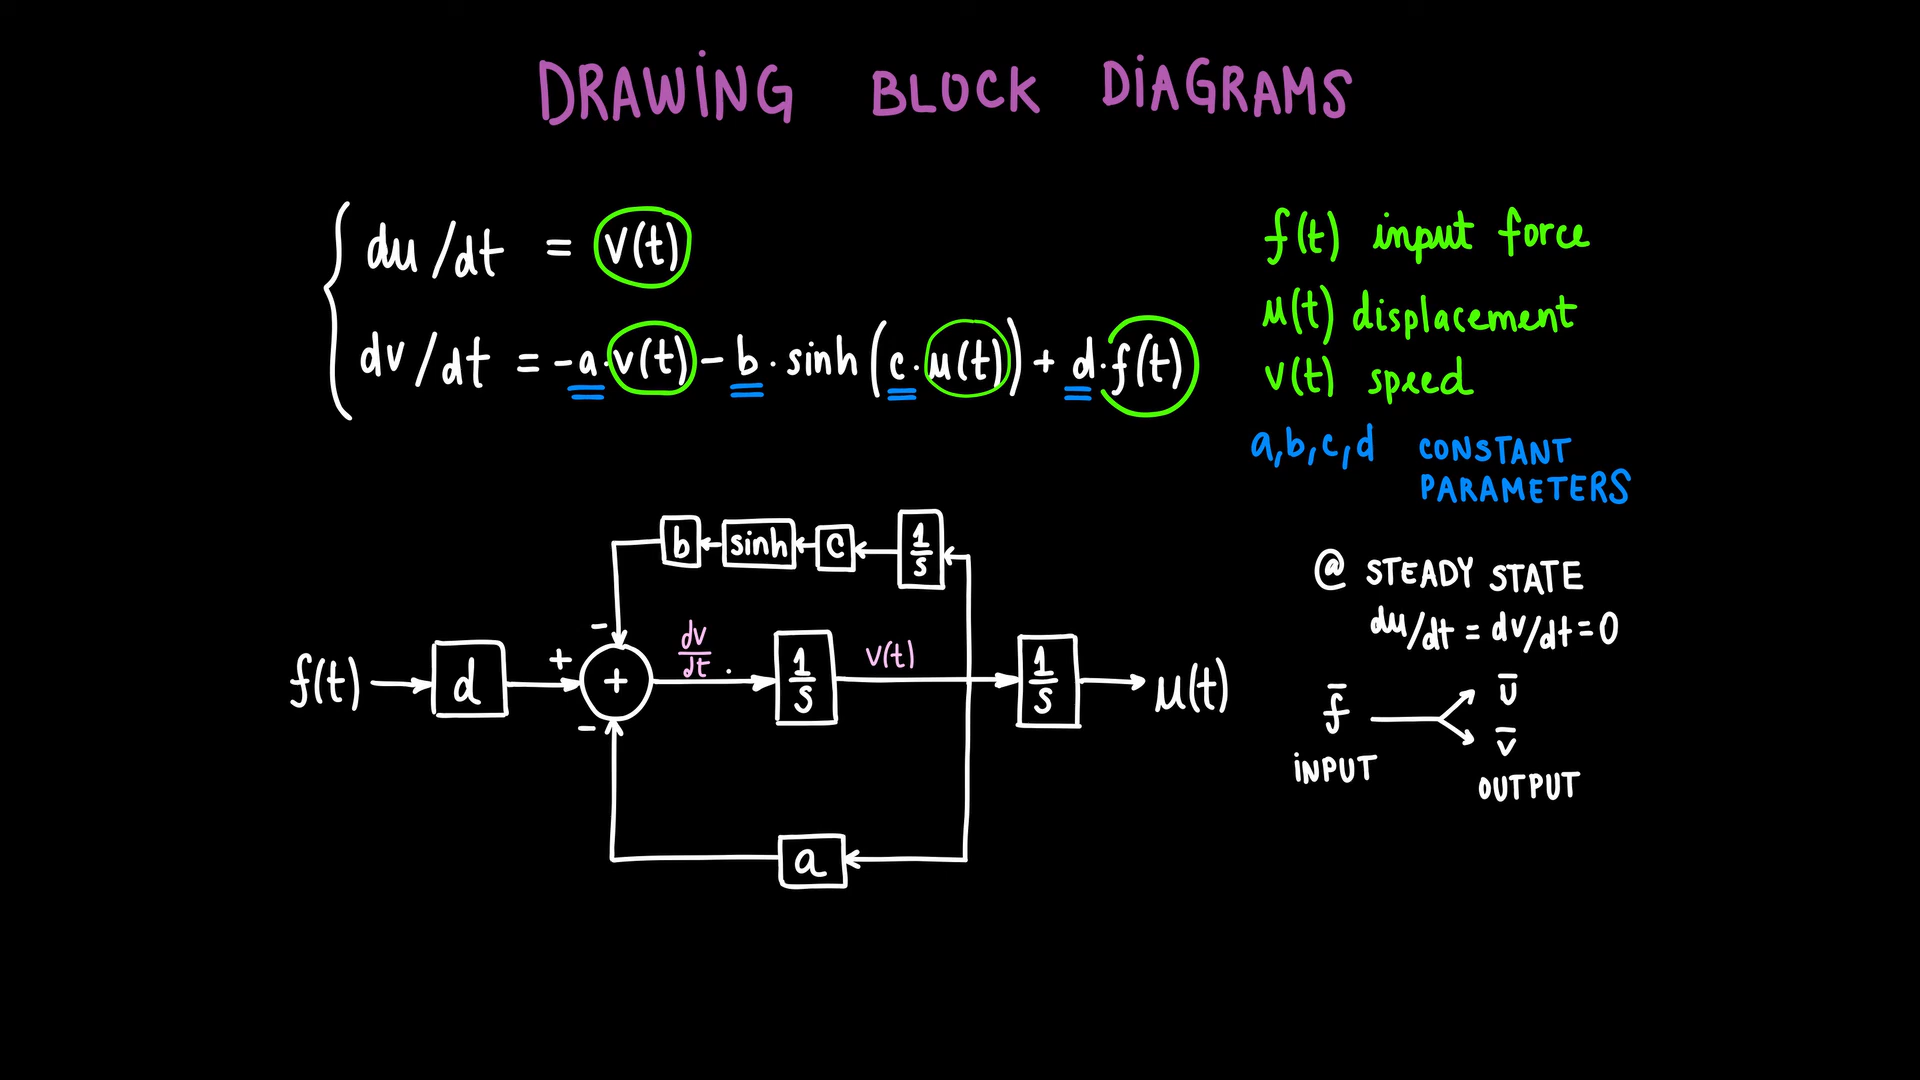 DRAWING BLOCK DIAGRAMS
du/dt = v(t)
dv/dt = -a·v(t) - b·sinh(c·u(t)) + d·f(t)
f(t) input force
u(t) displacement
v(t) speed
a,b,c,d CONSTANT
PARAMETERS
b sinh c 1/s
@ STEADY STATE
du/dt = dv/dt = 0
f(t) d + - + - dv/dt 1/s v(t) 1/s u(t)
f̄ ū
v̄
INPUT
OUTPUT
a